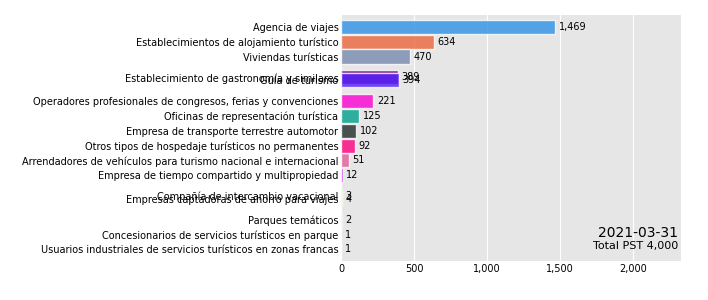 Agencia de viajes 1,469
Establecimientos de alojamiento turístico 634
Viviendas turísticas 470
Establecimiento de gastronomía y similares 389
Guía de turismo 394
Operadores profesionales de congresos, ferias y convenciones 221
Oficinas de representación turística 125
Empresa de transporte terrestre automotor 102
Otros tipos de hospedaje turísticos no permanentes 92
Arrendadores de vehículos para turismo nacional e internacional 51
Empresa de tiempo compartido y multipropiedad 12
Compañía de intercambio vacacional
Empresas captadoras de ahorro para viajes 4
Parques temáticos 2
Concesionarios de servicios turísticos en parque 1
Usuarios industriales de servicios turísticos en zonas francas 1
2021-03-31
Total PST 4,000
0 500 1,000 1,500 2,000